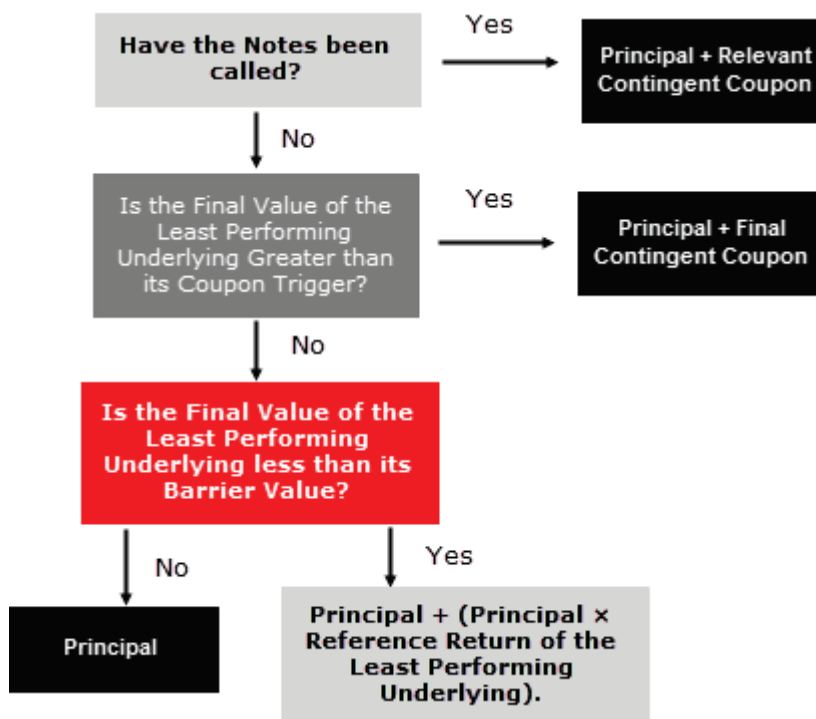 Have the Notes been
called?
Yes
Principal + Relevant
Contingent Coupon
No
Is the Final Value of the
Least Performing
Underlying Greater than
its Coupon Trigger?
Yes
Principal + Final
Contingent Coupon
No
Is the Final Value of the
Least Performing
Underlying less than its
Barrier Value?
No
Yes
Principal
Principal + (Principal ×
Reference Return of the
Least Performing
Underlying).